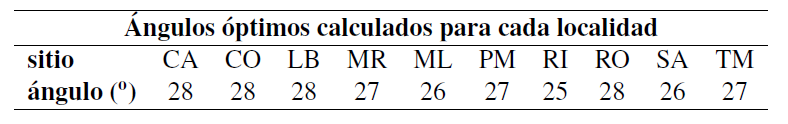 Ángulos óptimos calculados para cada localidad
sitio CA CO LB MR ML PM RI RO SA TM
ángulo (º) 28 28 28 27 26 27 25 28 26 27